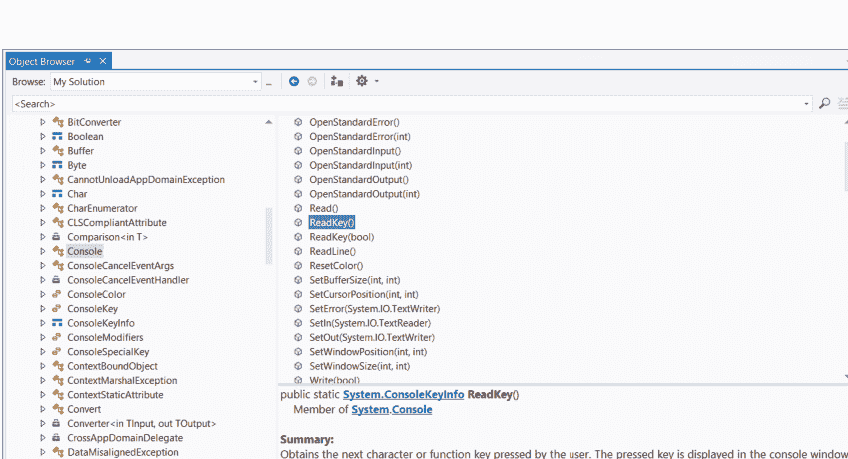 Object Browser
Browse: My Solution
<Search>
BitConverter
Boolean
Buffer
Byte
CannotUnloadAppDomainException
Char
CharEnumerator
CLSCompliantAttribute
Comparison<in T>
Console
ConsoleCancelEventArgs
ConsoleCancelEventHandler
ConsoleColor
ConsoleKey
ConsoleKeyInfo
ConsoleModifiers
ConsoleSpecialKey
ContextBoundObject
ContextMarshalException
ContextStaticAttribute
Convert
Converter<in TInput, out TOutput>
CrossAppDomainDelegate
DataMisalignedException
OpenStandardError()
OpenStandardError(int)
OpenStandardInput()
OpenStandardInput(int)
OpenStandardOutput()
OpenStandardOutput(int)
Read()
ReadKey()
ReadKey(bool)
ReadLine()
ResetColor()
SetBufferSize(int, int)
SetCursorPosition(int, int)
SetError(System.IO.TextWriter)
SetIn(System.IO.TextReader)
SetOut(System.IO.TextWriter)
SetWindowPosition(int, int)
SetWindowSize(int, int)
Write(bool)
public static System.ConsoleKeyInfo ReadKey()
Member of System.Console
Summary:
Obtains the next character or function key pressed by the user. The pressed key is displayed in the console window